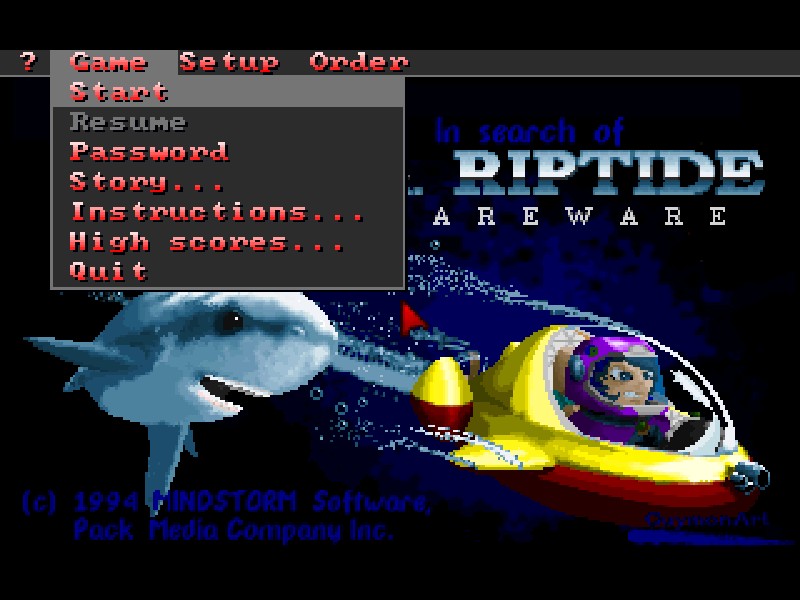 ? Game Setup Order
Start
Resume
Password
Story...
Instructions...
High scores...
Quit
In search of
. RIPTIDE
A R E W A R E
(c) 1994 MINDSTORM Software,
Pack Media Company Inc.